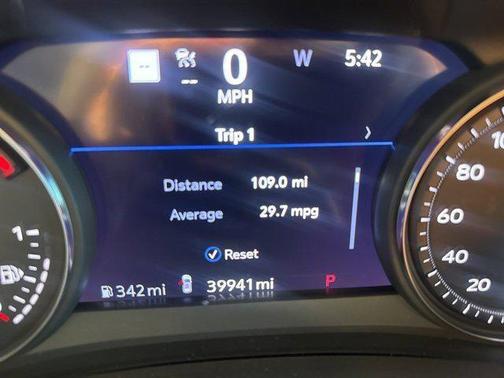 -- -- 0 W 5:42
MPH
Trip 1 >
Distance 109.0 mi
Average 29.7 mpg
Reset
342 mi 39941 mi P
1
100
80
60
40
20